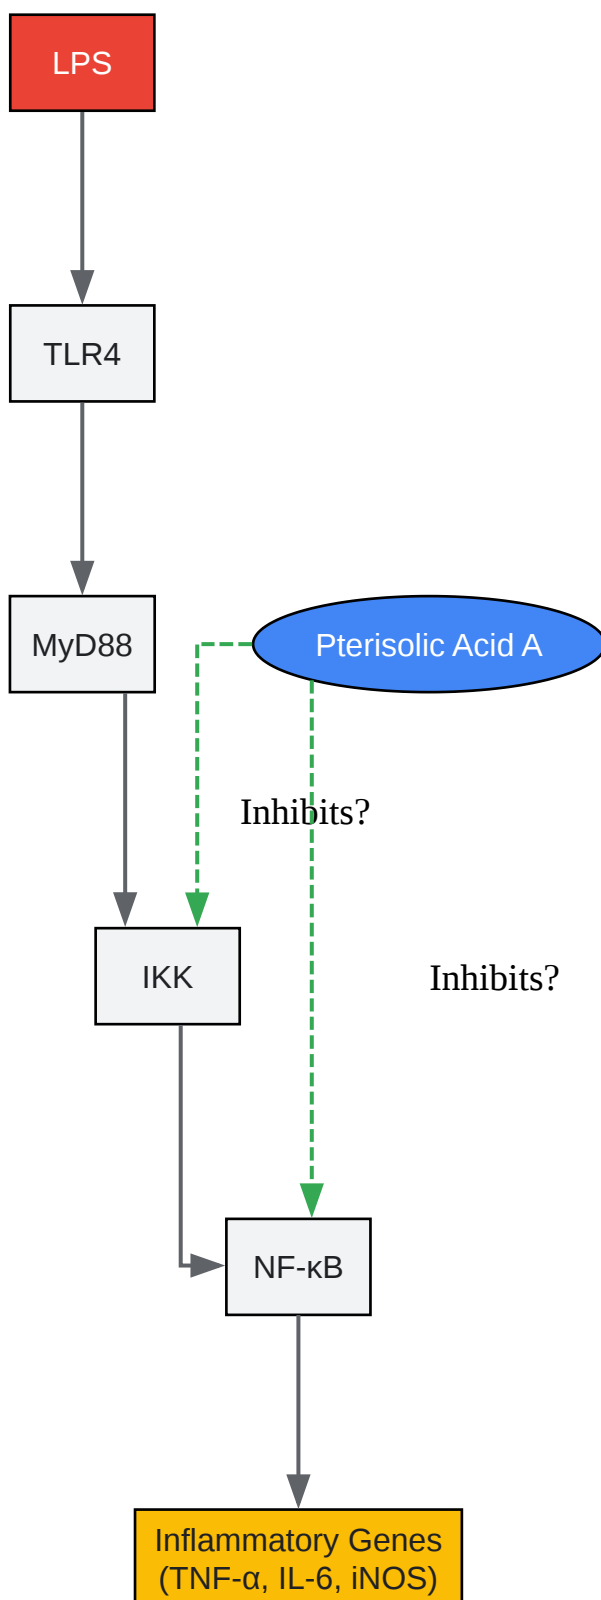 LPS
TLR4
MyD88
Pterisolic Acid A
Inhibits?
IKK
Inhibits?
NF-κB
Inflammatory Genes
(TNF-α, IL-6, iNOS)